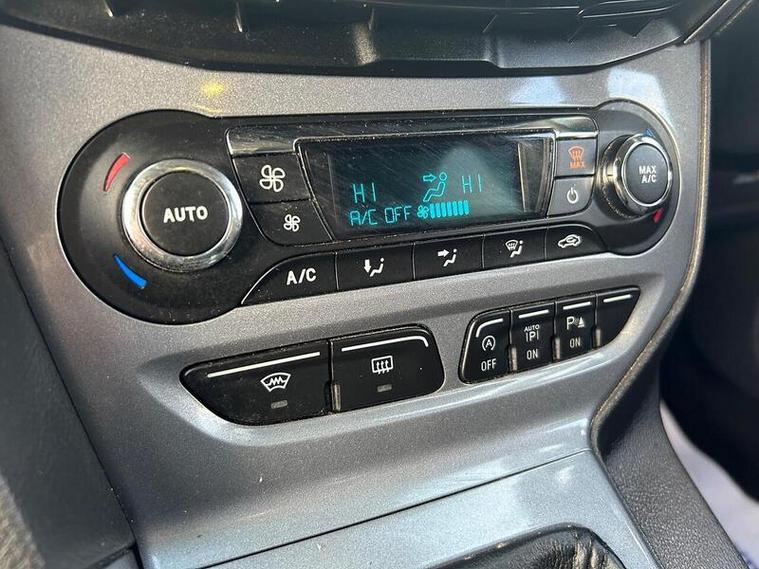 AUTO
HI HI
A/C OFF
MAX
MAX
A/C
A/C
A
OFF
AUTO
P
ON
P
ON